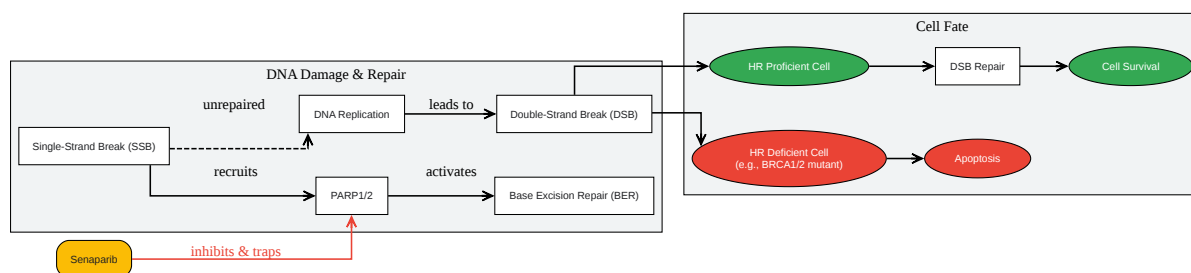 Cell Fate
DNA Damage & Repair
HR Proficient Cell
DSB Repair
Cell Survival
unrepaired
DNA Replication
leads to
Double-Strand Break (DSB)
Single-Strand Break (SSB)
HR Deficient Cell
(e.g., BRCA1/2 mutant)
Apoptosis
recruits
PARP1/2
activates
Base Excision Repair (BER)
Senaparib
inhibits & traps